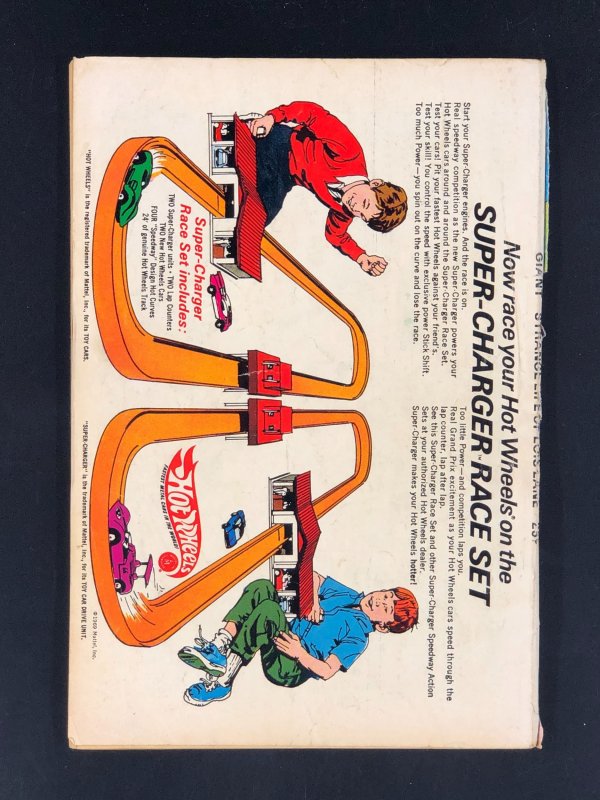 GIANT STRANGE LIFE OF LOIS LANE 25¢
Now race your Hot Wheels® on the
SUPER-CHARGER™ RACE SET
Start your Super-Charger engines. And the race is on.
Real speedway competition as the new Super-Charger powers your
Hot Wheels cars around and around the Super-Charger Race Set.
Test your cars! Pit your fastest Hot Wheels against your friend's.
Test your skill! You control the speed with exclusive power Stick Shift.
Too much Power—you spin out on the curve and lose the race.
Too little Power—and competition laps you.
Real Grand Prix excitement as your Hot Wheels cars speed through the
lap counter, lap after lap.
See this Super-Charger Race Set and other Super-Charger Speedway Action
Sets at your authorized Hot Wheels dealer.
Super-Charger makes your Hot Wheels hotter!
Super-Charger
Race Set includes:
TWO Super-Charger units • TWO Lap Counters
TWO New Hot Wheels Cars
FOUR "Speedway" Design Hot Curves
24' of genuine Hot Wheels Track
Hot Wheels
FASTEST METAL CARS IN THE WORLD!
"HOT WHEELS" is the registered trademark of Mattel, Inc., for its TOY CARS.
"SUPER-CHARGER" is the trademark of Mattel, Inc., for its TOY CAR DRIVE UNIT.
©1969 Mattel, Inc.